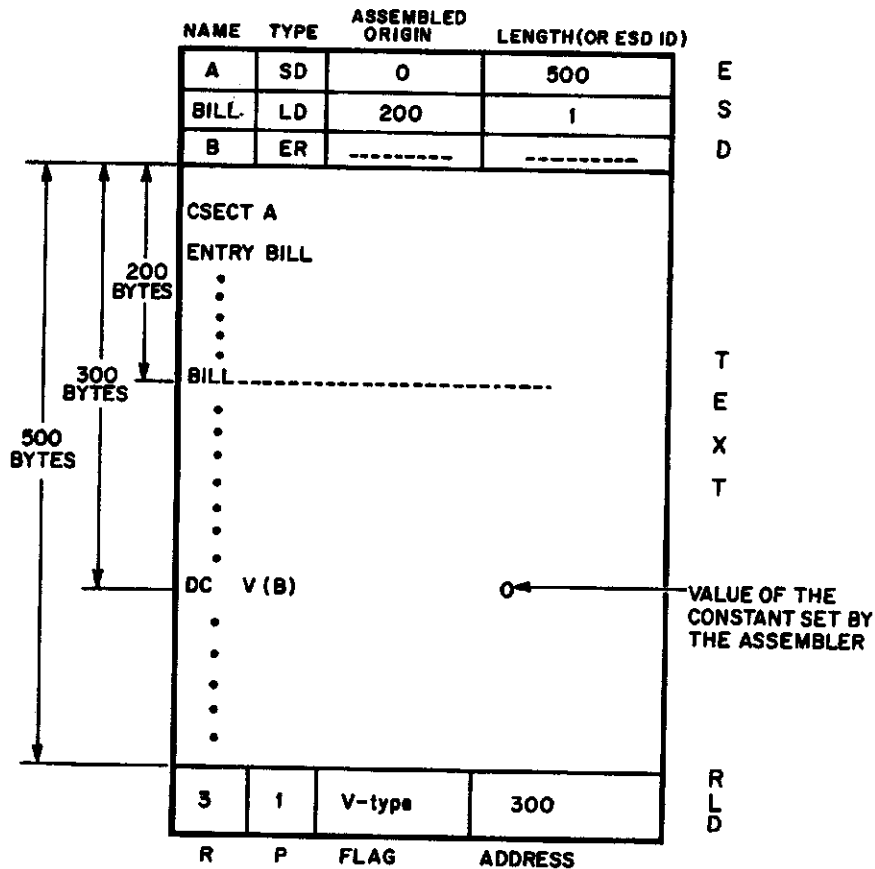 NAME TYPE ASSEMBLED ORIGIN LENGTH(OR ESD ID)
A SD 0 500
BILL. LD 200 1
B ER --------- ---------
E
S
D
CSECT A
ENTRY BILL
200 BYTES
BILL
300 BYTES
500 BYTES
T
E
X
T
DC V(B) 0
VALUE OF THE
CONSTANT SET BY
THE ASSEMBLER
3 1 V-type 300
R
L
D
R P FLAG ADDRESS